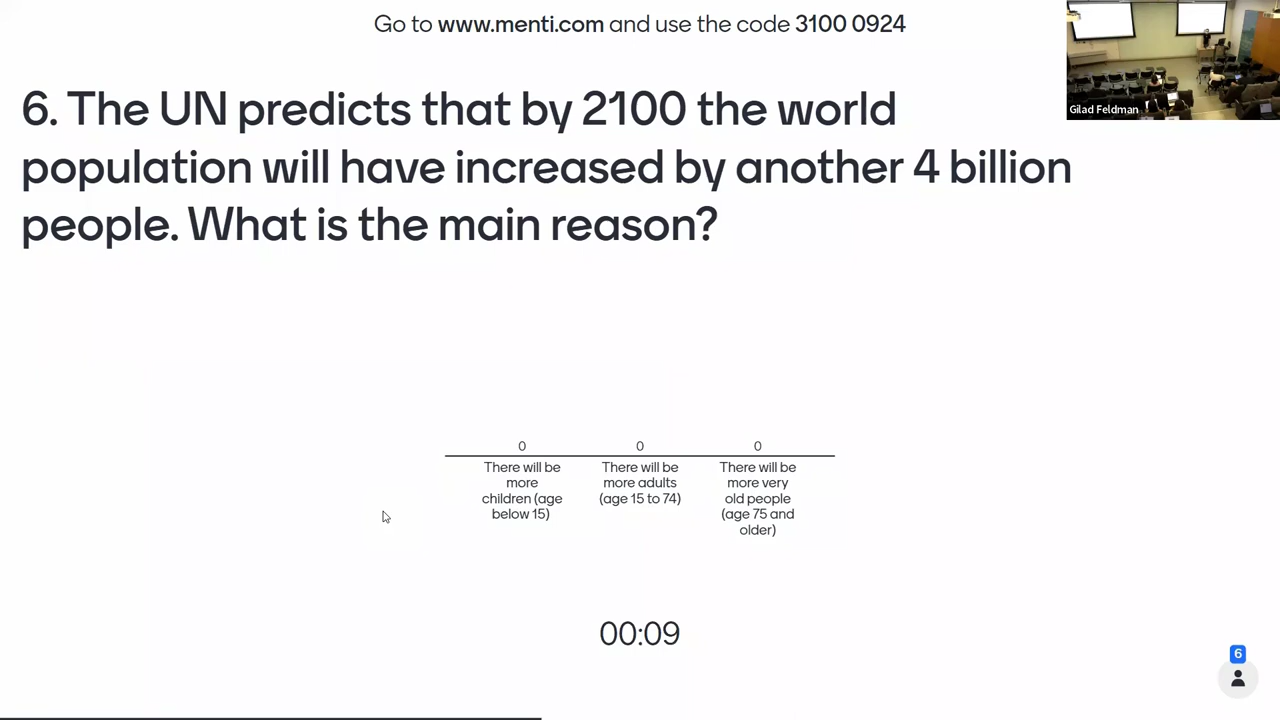 Go to www.menti.com and use the code 3100 0924
Gilad Feldman
6. The UN predicts that by 2100 the world
population will have increased by another 4 billion
people. What is the main reason?
0
0
0
There will be
more
children (age
below 15)
There will be
more adults
(age 15 to 74)
There will be
more very
old people
(age 75 and
older)
00:09
6